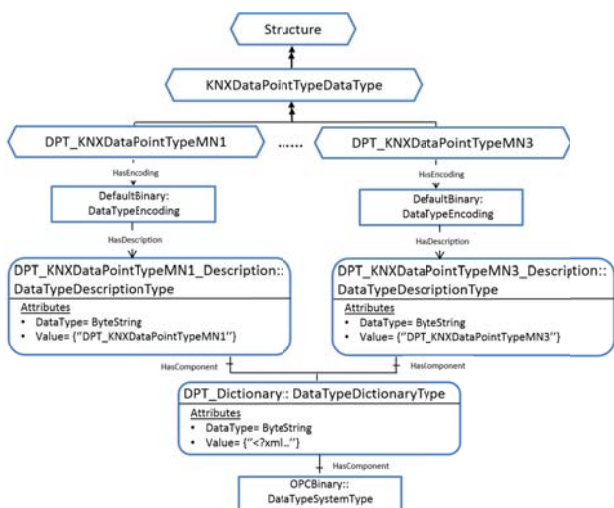 Structure
KNXDataPointTypeDataType
DPT_KNXDataPointTypeMN1
......
DPT_KNXDataPointTypeMN3
HasEncoding
HasEncoding
DefaultBinary:
DataTypeEncoding
DefaultBinary:
DataTypeEncoding
HasDescription
HasDescription
DPT_KNXDataPointTypeMN1_Description::
DataTypeDescriptionType
Attributes
• DataType= ByteString
• Value= {"DPT_KNXDataPointTypeMN1"}
DPT_KNXDataPointTypeMN3_Description::
DataTypeDescriptionType
Attributes
• DataType= ByteString
• Value= {"DPT_KNXDataPointTypeMN3"}
HasComponent
HasComponent
DPT_Dictionary:: DataTypeDictionaryType
Attributes
• DataType= ByteString
• Value= {"<?xml..."}
HasComponent
OPCBinary::
DataTypeSystemType